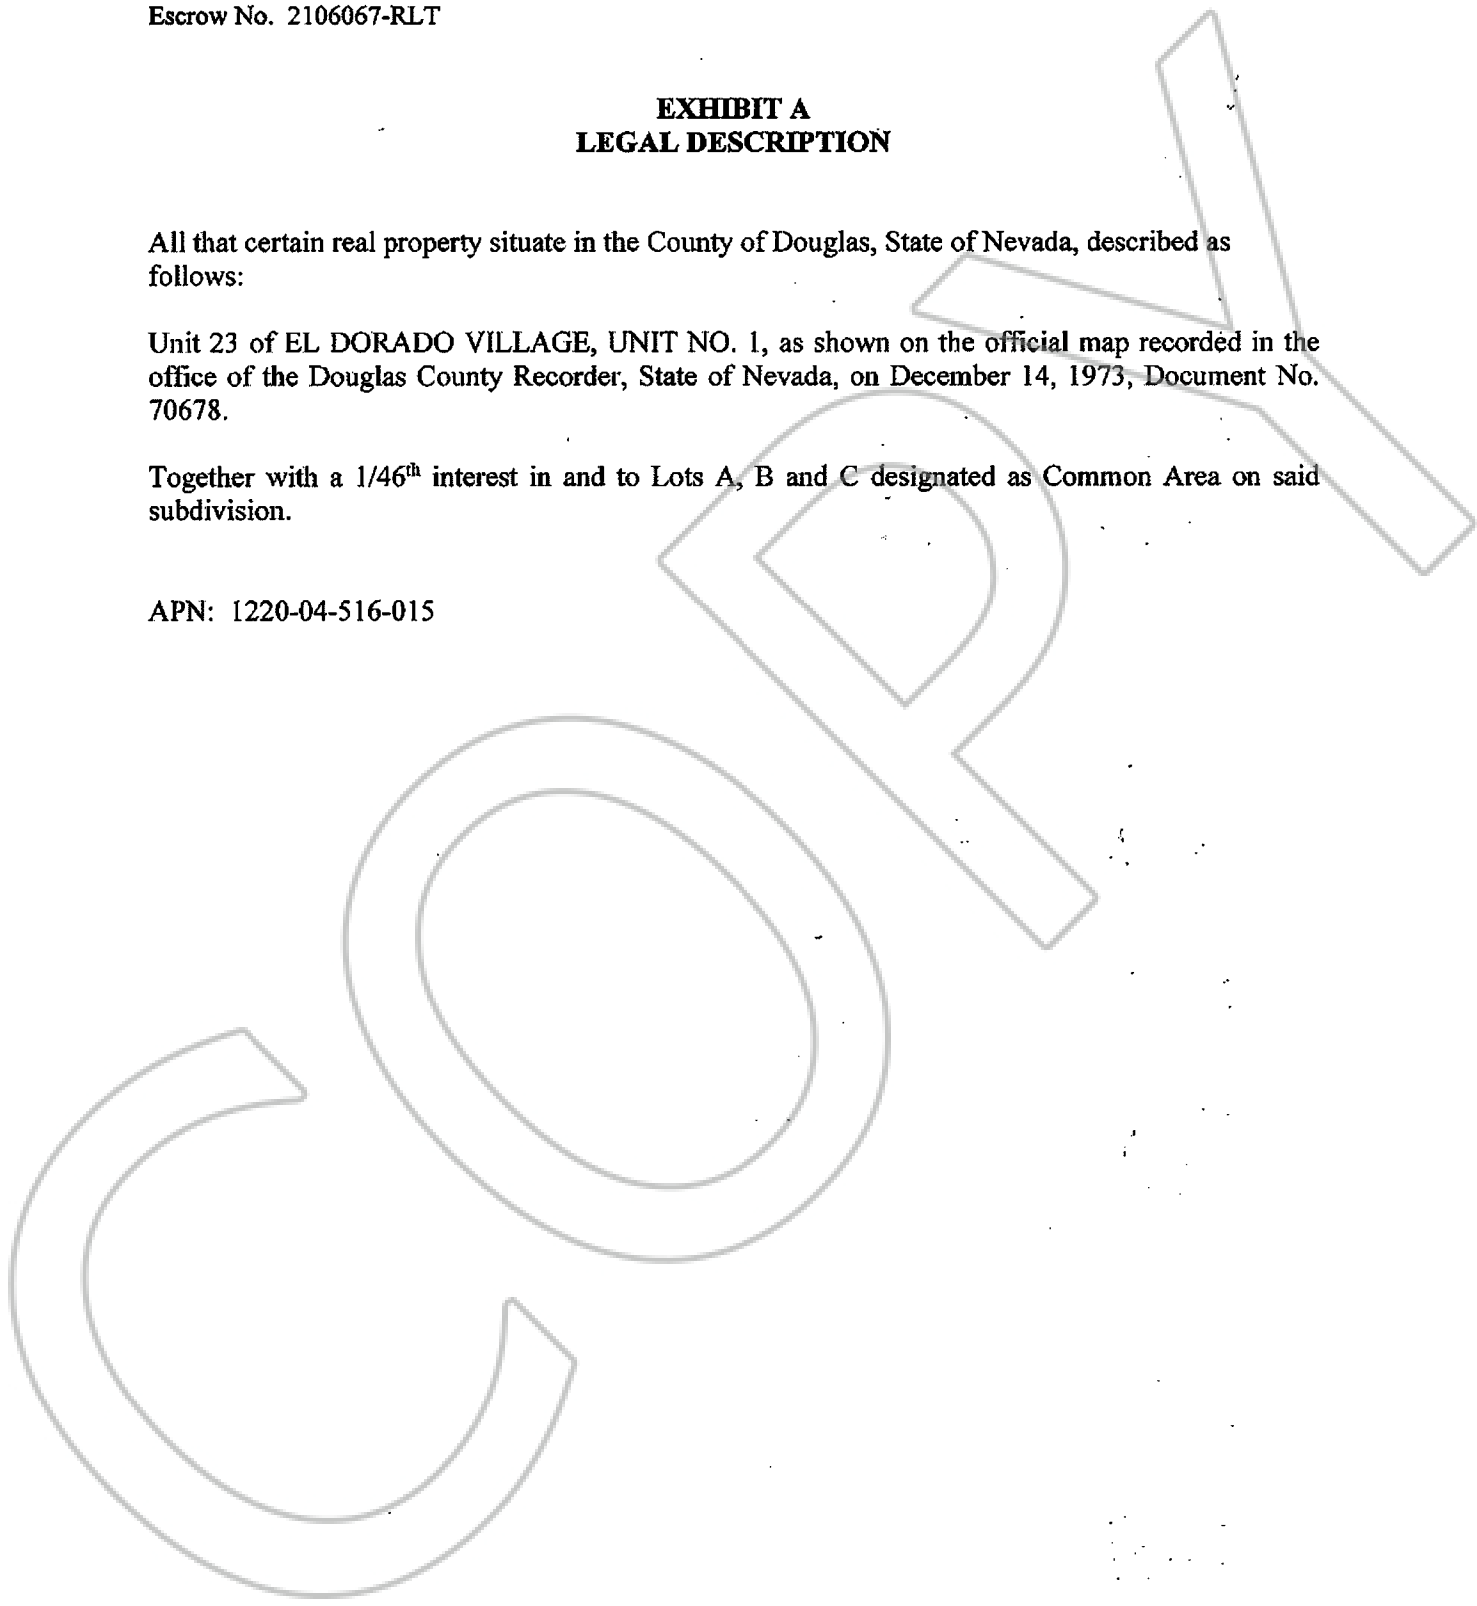 Escrow No. 2106067-RLT
EXHIBIT A
LEGAL DESCRIPTION
All that certain real property situate in the County of Douglas, State of Nevada, described as
follows:
Unit 23 of EL DORADO VILLAGE, UNIT NO. 1, as shown on the official map recorded in the
office of the Douglas County Recorder, State of Nevada, on December 14, 1973, Document No.
70678.
Together with a 1/46th interest in and to Lots A, B and C designated as Common Area on said
subdivision.
APN: 1220-04-516-015
COPY